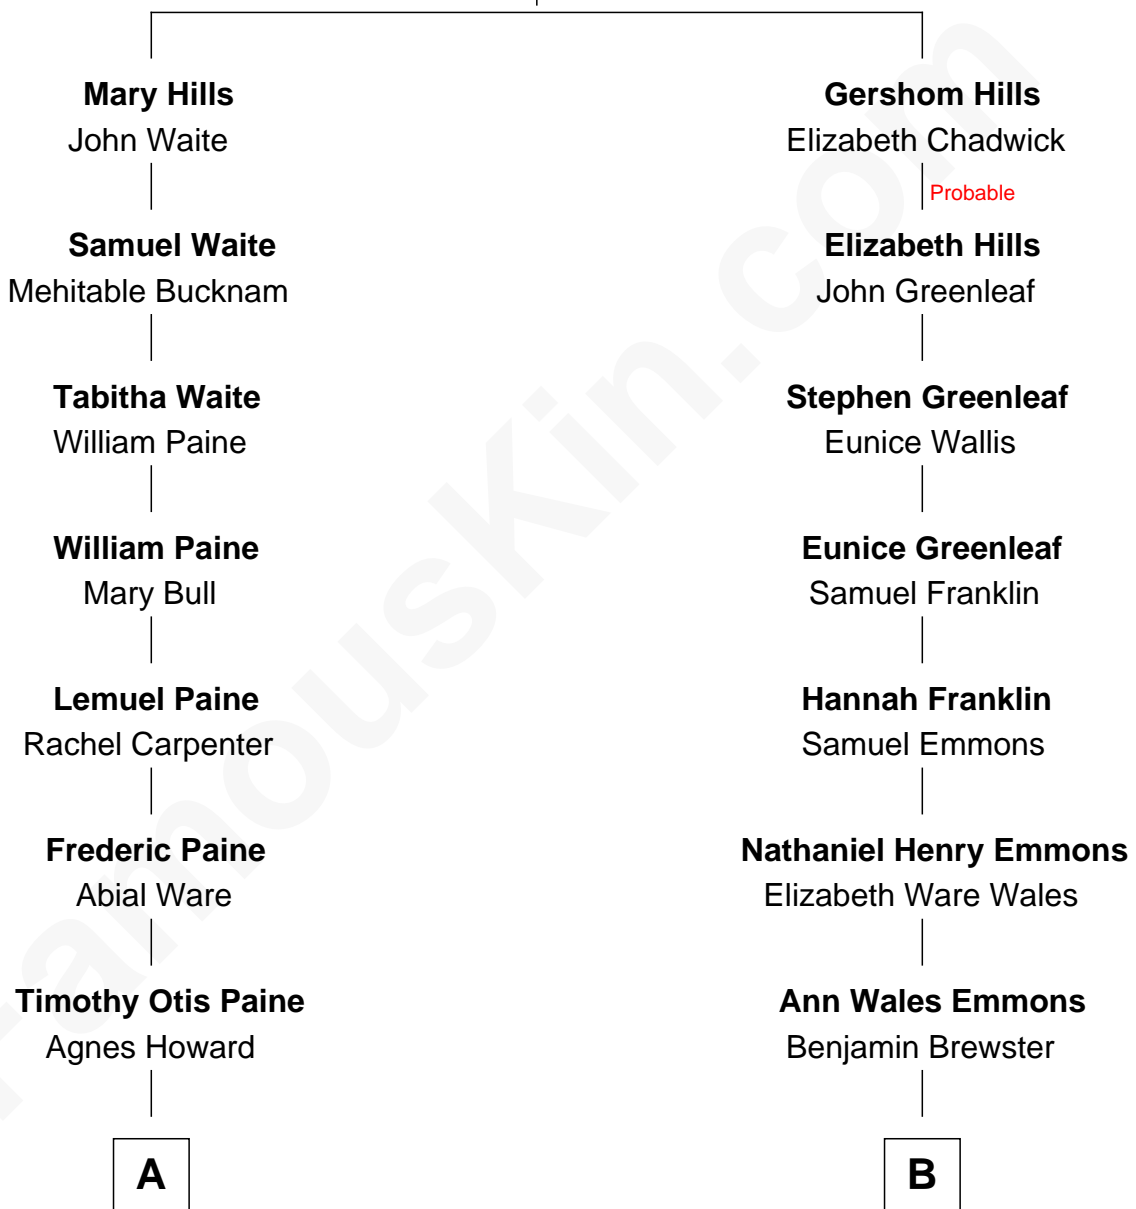 Mary Hills
John Waite
Samuel Waite
Mehitable Bucknam
Tabitha Waite
William Paine
William Paine
Mary Bull
Lemuel Paine
Rachel Carpenter
Frederic Paine
Abial Ware
Timothy Otis Paine
Agnes Howard
A
Gershom Hills
Elizabeth Chadwick
Probable
Elizabeth Hills
John Greenleaf
Stephen Greenleaf
Eunice Wallis
Eunice Greenleaf
Samuel Franklin
Hannah Franklin
Samuel Emmons
Nathaniel Henry Emmons
Elizabeth Ware Wales
Ann Wales Emmons
Benjamin Brewster
B
FamousKin.com